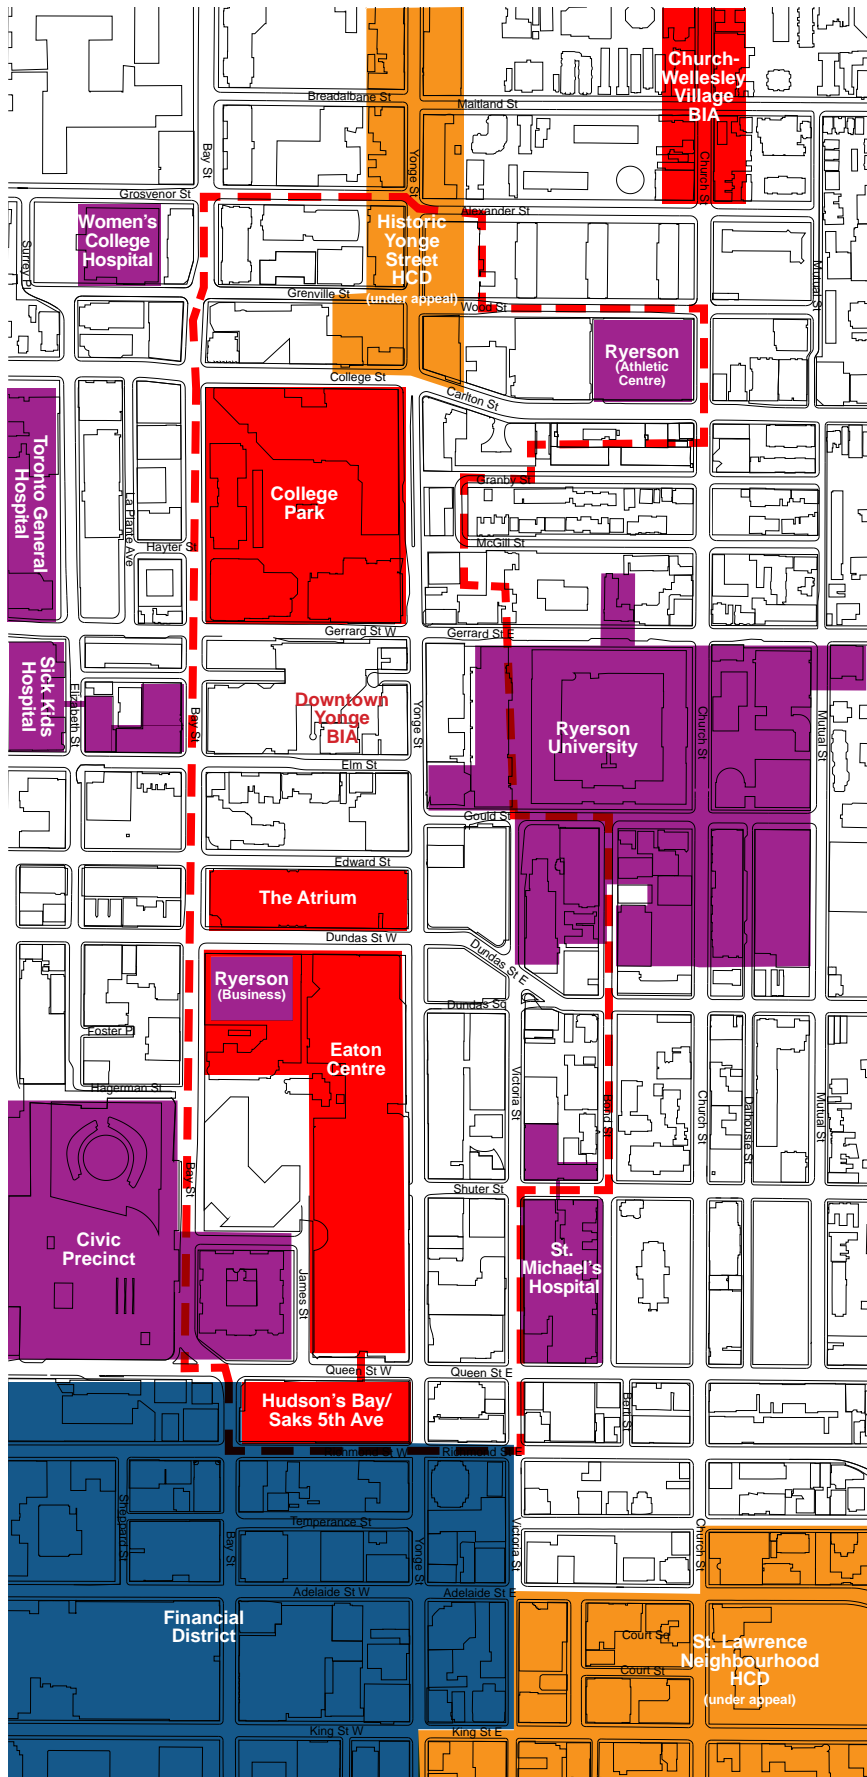 Church-
Wellesley
Village
BIA
Breadalbane St
Maitland St
Bay St
Yonge St
Church St
Grosvenor St
Alexander St
Women's
College
Hospital
Historic
Yonge
Street
HCD
(under appeal)
Surrey Pl
Mutual St
Grenville St
Wood St
Ryerson
(Athletic
Centre)
College St
Carlton St
Toronto General
Hospital
La Plante Ave
College
Park
Granby St
Hayter St
McGill St
Gerrard St W
Gerrard St E
Sick Kids
Hospital
Elizabeth St
Bay St
Downtown
Yonge
BIA
Yonge St
Ryerson
University
Church St
Mutual St
Elm St
Gould St
Edward St
The Atrium
Dundas St W
Dundas St E
Ryerson
(Business)
Dundas Sq
Foster Pl
Eaton
Centre
Victoria St
Bond St
Church St
Dalhousie St
Mutual St
Hagerman St
Bay St
Shuter St
Civic
Precinct
James St
St.
Michael's
Hospital
Queen St W
Queen St E
Hudson's Bay/
Saks 5th Ave
Berti St
Richmond St W
Richmond St E
Sheppard St
Bay St
Temperance St
Yonge St
Victoria St
Church St
Adelaide St W
Adelaide St E
Financial
District
Court Sq
Court St
St. Lawrence
Neighbourhood
HCD
(under appeal)
King St W
King St E